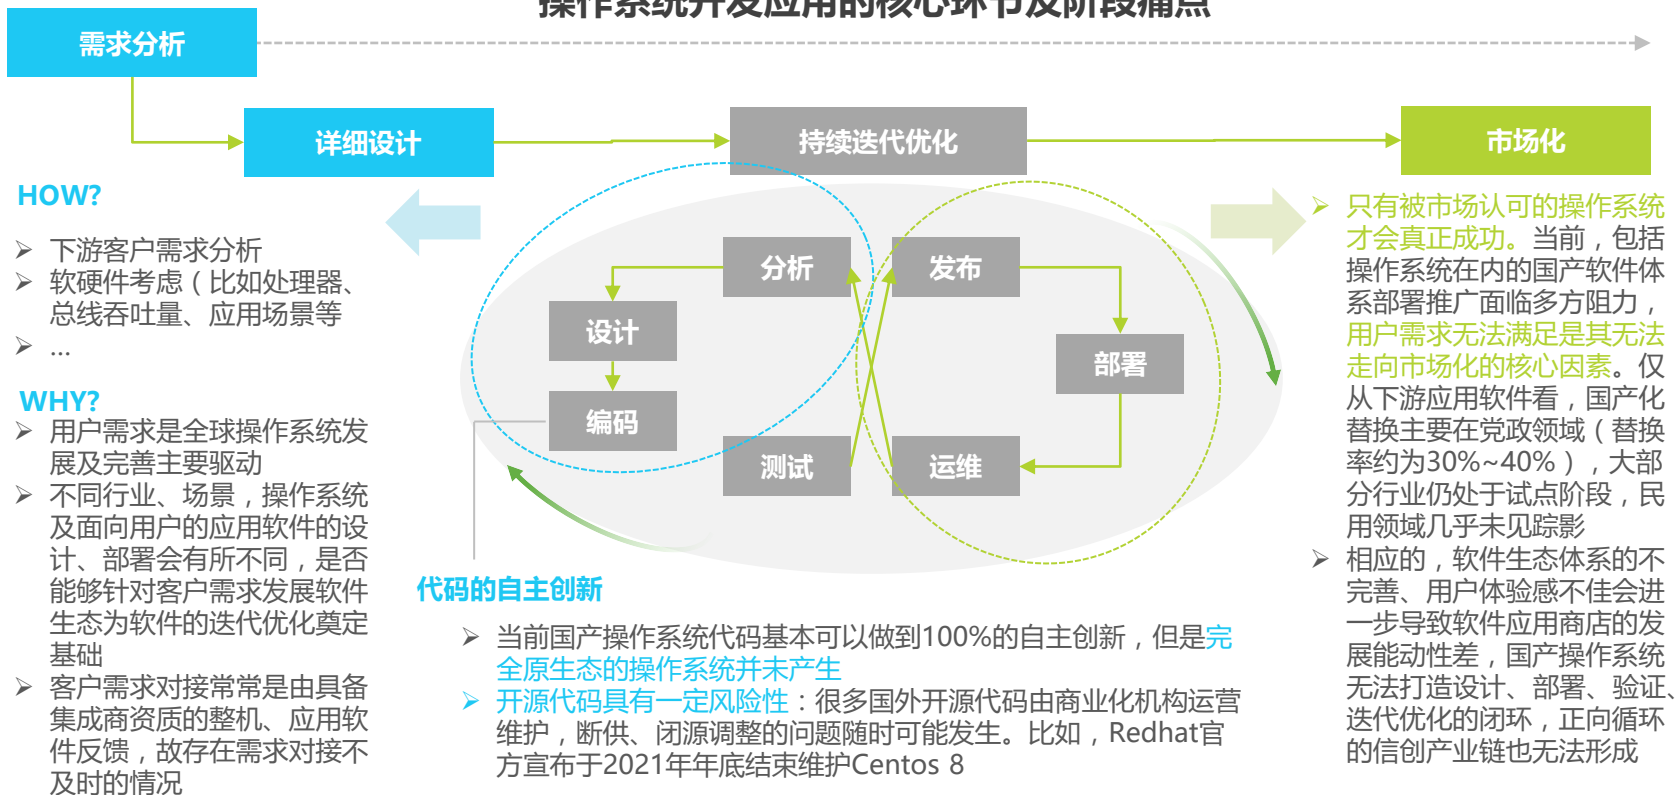 操作系统开发应用的核心环节及阶段痛点
需求分析
详细设计
持续迭代优化
市场化
HOW?
➢ 下游客户需求分析
➢ 软硬件考虑（比如处理器、
总线吞吐量、应用场景等
➢ ...
WHY?
➢ 用户需求是全球操作系统发
展及完善主要驱动
➢ 不同行业、场景，操作系统
及面向用户的应用软件的设
计、部署会有所不同，是否
能够针对客户需求发展软件
生态为软件的迭代优化奠定
基础
➢ 客户需求对接常常是由具备
集成商资质的整机、应用软
件反馈，故存在需求对接不
及时的情况
分析
发布
设计
部署
编码
测试
运维
代码的自主创新
➢ 当前国产操作系统代码基本可以做到100%的自主创新，但是完
全原生态的操作系统并未产生
➢ 开源代码具有一定风险性：很多国外开源代码由商业化机构运营
维护，断供、闭源调整的问题随时可能发生。比如，Redhat官
方宣布于2021年年底结束维护Centos 8
➢ 只有被市场认可的操作系统
才会真正成功。当前，包括
操作系统在内的国产软件体
系部署推广面临多方阻力，
用户需求无法满足是其无法
走向市场化的核心因素。仅
从下游应用软件看，国产化
替换主要在党政领域（替换
率约为30%~40%），大部
分行业仍处于试点阶段，民
用领域几乎未见踪影
➢ 相应的，软件生态体系的不
完善、用户体验感不佳会进
一步导致软件应用商店的发
展能动性差，国产操作系统
无法打造设计、部署、验证、
迭代优化的闭环，正向循环
的信创产业链也无法形成